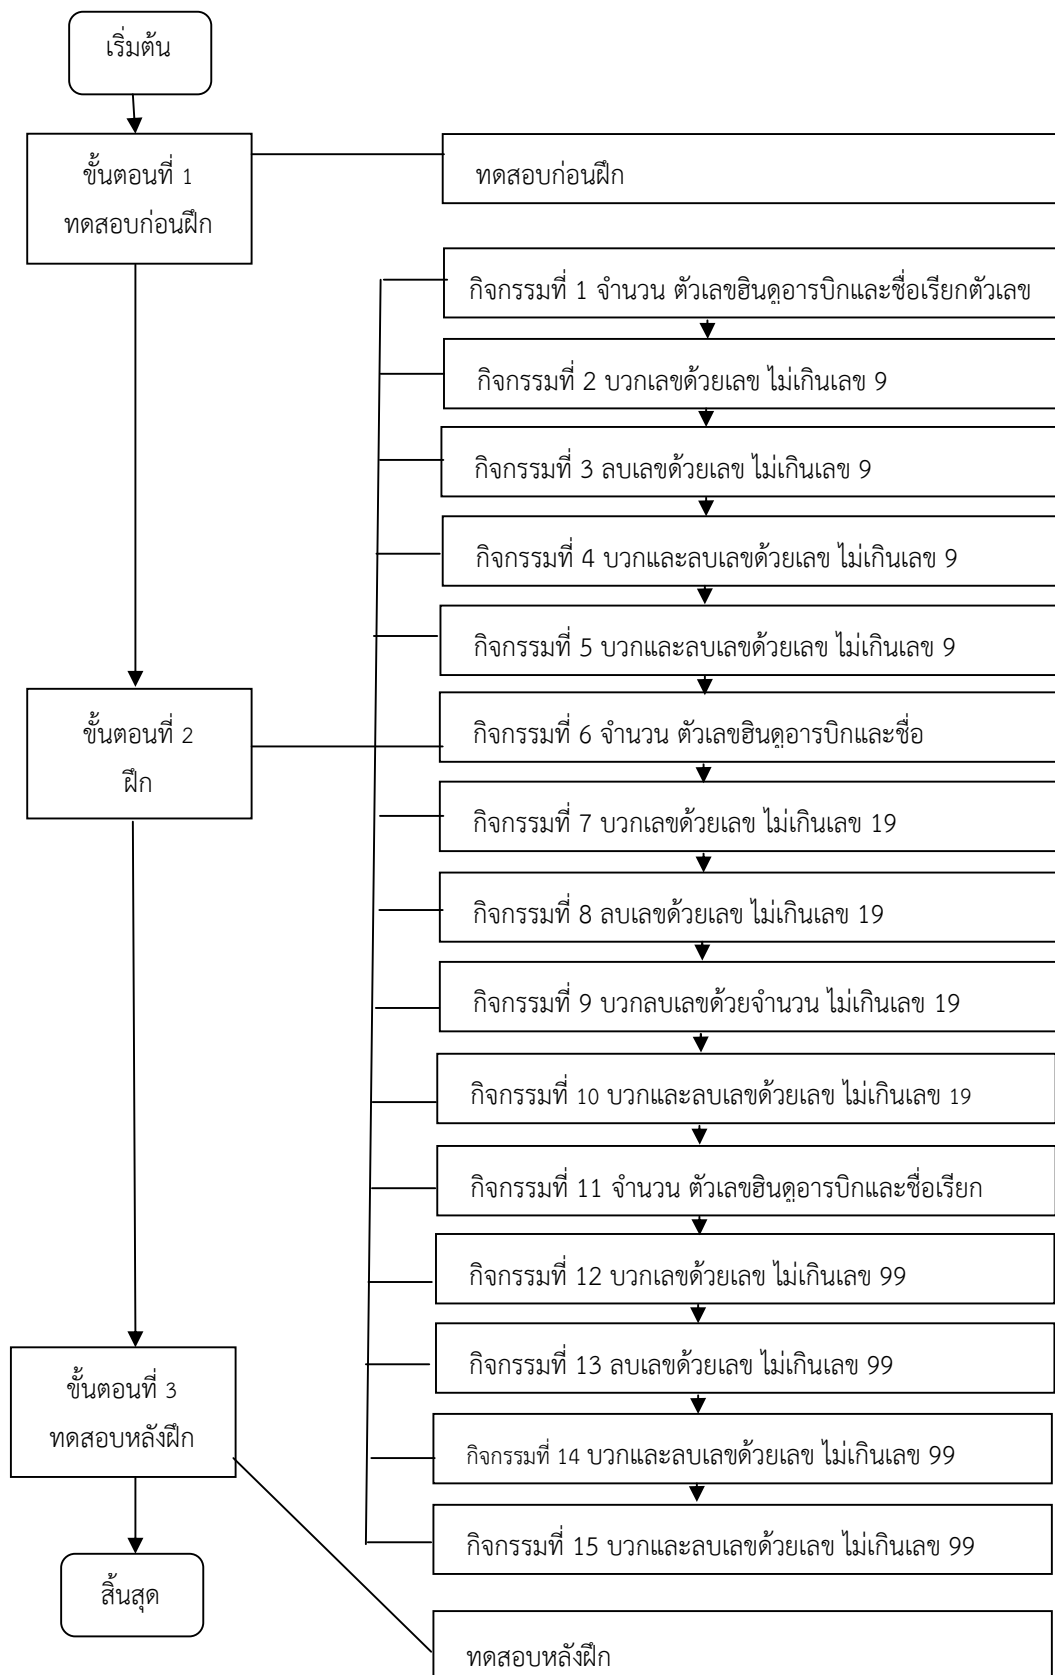 เริ่มต้น
ขั้นตอนที่ 1
ทดสอบก่อนฝึก
ทดสอบก่อนฝึก
กิจกรรมที่ 1 จำนวน ตัวเลขฮินดูอารบิกและชื่อเรียกตัวเลข
กิจกรรมที่ 2 บวกเลขด้วยเลข ไม่เกินเลข 9
กิจกรรมที่ 3 ลบเลขด้วยเลข ไม่เกินเลข 9
กิจกรรมที่ 4 บวกและลบเลขด้วยเลข ไม่เกินเลข 9
กิจกรรมที่ 5 บวกและลบเลขด้วยเลข ไม่เกินเลข 9
ขั้นตอนที่ 2
ฝึก
กิจกรรมที่ 6 จำนวน ตัวเลขฮินดูอารบิกและชื่อ
กิจกรรมที่ 7 บวกเลขด้วยเลข ไม่เกินเลข 19
กิจกรรมที่ 8 ลบเลขด้วยเลข ไม่เกินเลข 19
กิจกรรมที่ 9 บวกลบเลขด้วยจำนวน ไม่เกินเลข 19
กิจกรรมที่ 10 บวกและลบเลขด้วยเลข ไม่เกินเลข 19
กิจกรรมที่ 11 จำนวน ตัวเลขฮินดูอารบิกและชื่อเรียก
กิจกรรมที่ 12 บวกเลขด้วยเลข ไม่เกินเลข 99
กิจกรรมที่ 13 ลบเลขด้วยเลข ไม่เกินเลข 99
กิจกรรมที่ 14 บวกและลบเลขด้วยเลข ไม่เกินเลข 99
กิจกรรมที่ 15 บวกและลบเลขด้วยเลข ไม่เกินเลข 99
ขั้นตอนที่ 3
ทดสอบหลังฝึก
ทดสอบหลังฝึก
สิ้นสุด